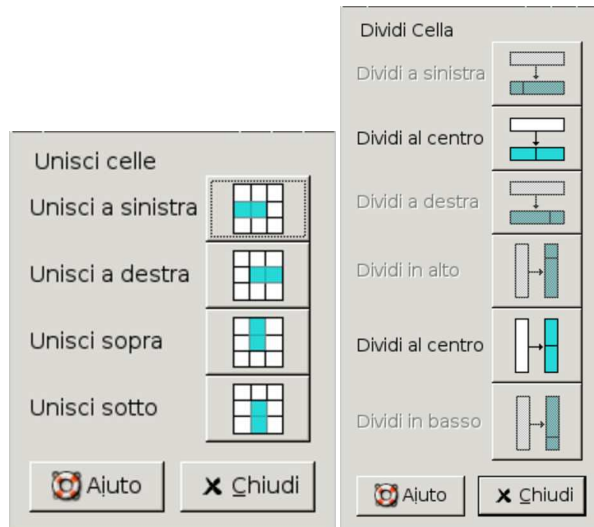 Unisci celle
Unisci a sinistra
Unisci a destra
Unisci sopra
Unisci sotto
Aiuto
Chiudi
Dividi Cella
Dividi a sinistra
Dividi al centro
Dividi a destra
Dividi in alto
Dividi al centro
Dividi in basso
Aiuto
Chiudi